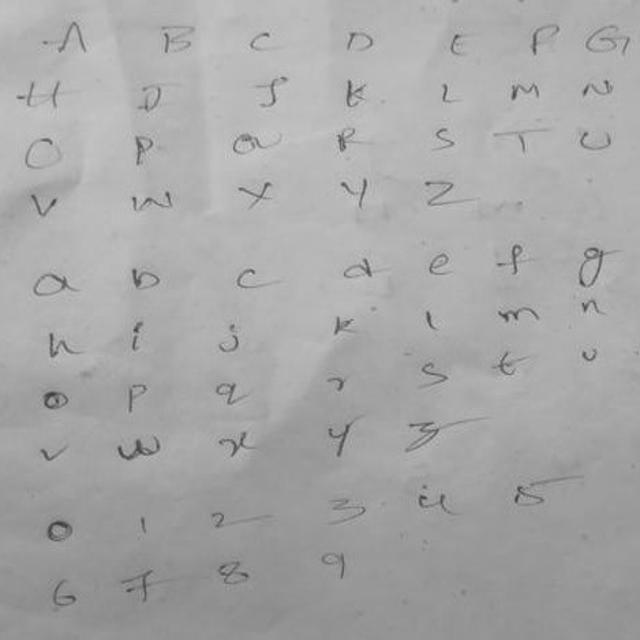 A B C D E F G
H I J K L M N
O P Q R S T U
V W X Y Z
a b c d e f g
h i j k l m n
o p q r s t u
v w x y z
0 1 2 3 4 5
6 7 8 9